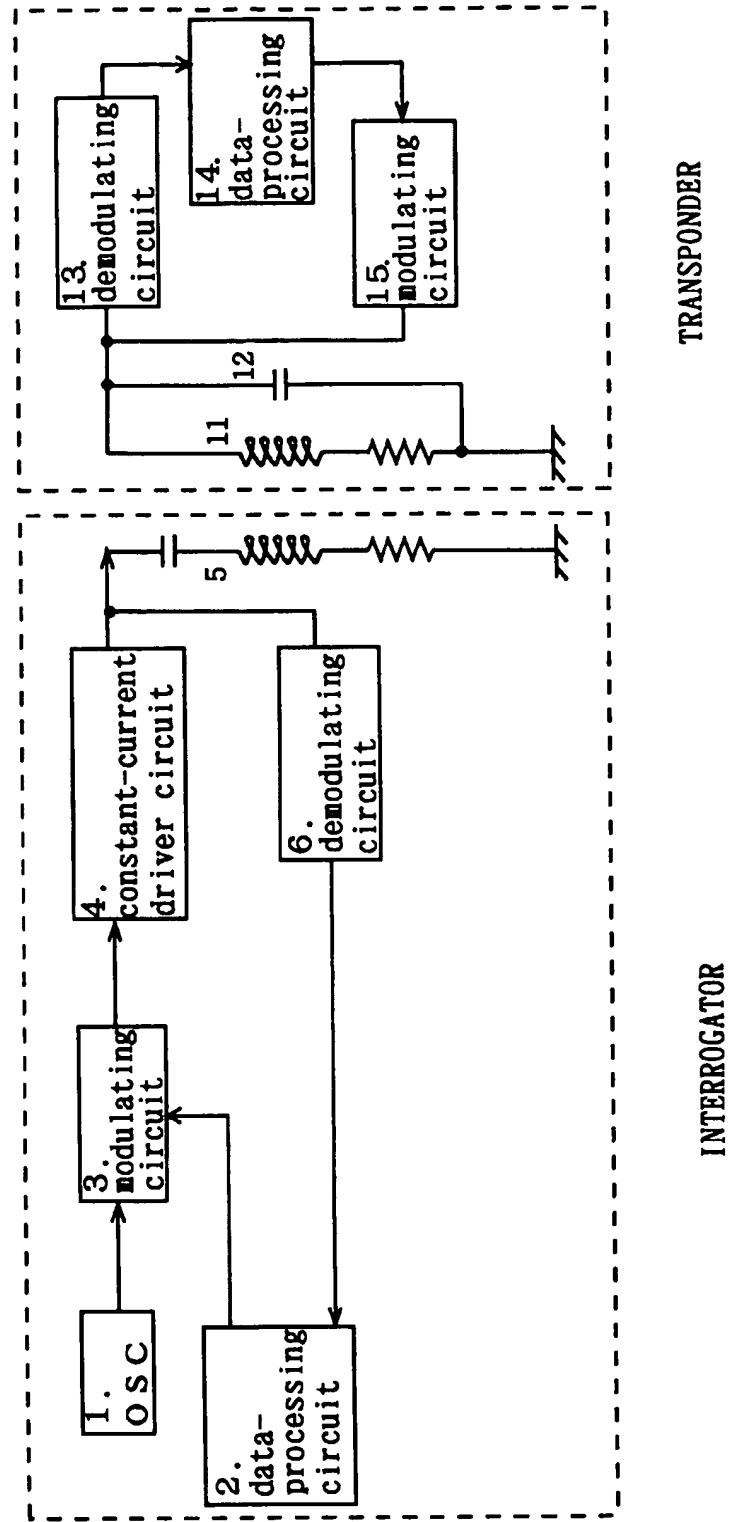 1.
OSC
2.
data-
processing
circuit
3.
modulating
circuit
4.
constant-current
driver circuit
5
6.
demodulating
circuit
INTERROGATOR
11
12
13.
demodulating
circuit
14.
data-
processing
circuit
15.
modulating
circuit
TRANSPONDER